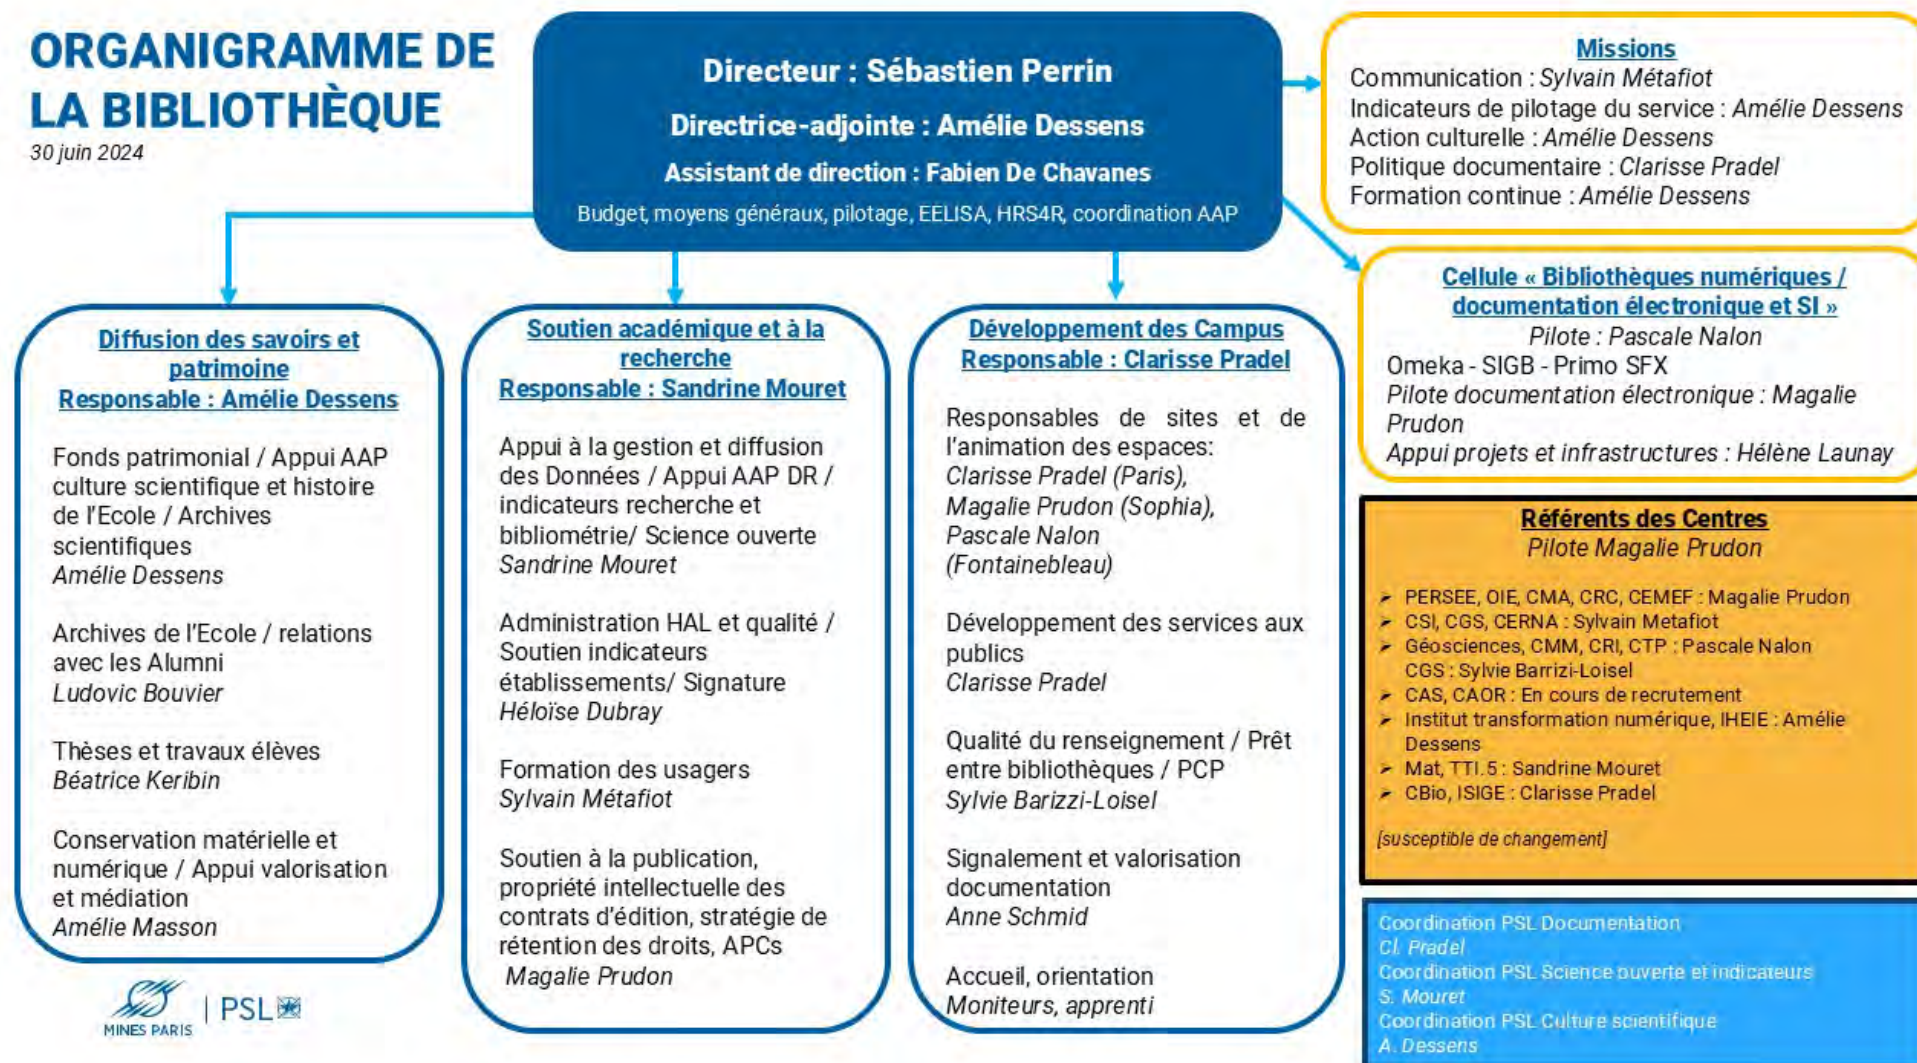 ORGANIGRAMME DE
LA BIBLIOTHÈQUE
30 juin 2024
Directeur : Sébastien Perrin
Directrice-adjointe : Amélie Dessens
Assistant de direction : Fabien De Chavanes
Budget, moyens généraux, pilotage, EELISA, HRS4R, coordination AAP
Missions
Communication : Sylvain Métafiot
Indicateurs de pilotage du service : Amélie Dessens
Action culturelle : Amélie Dessens
Politique documentaire : Clarisse Pradel
Formation continue : Amélie Dessens
Cellule « Bibliothèques numériques /
documentation électronique et SI »
Pilote : Pascale Nalon
Omeka - SIGB - Primo SFX
Pilote documentation électronique : Magalie
Prudon
Appui projets et infrastructures : Hélène Launay
Diffusion des savoirs et
patrimoine
Responsable : Amélie Dessens
Fonds patrimonial / Appui AAP
culture scientifique et histoire
de l'Ecole / Archives
scientifiques
Amélie Dessens
Archives de l'Ecole / relations
avec les Alumni
Ludovic Bouvier
Thèses et travaux élèves
Béatrice Keribin
Conservation matérielle et
numérique / Appui valorisation
et médiation
Amélie Masson
Soutien académique et à la
recherche
Responsable : Sandrine Mouret
Appui à la gestion et diffusion
des Données / Appui AAP DR /
indicateurs recherche et
bibliométrie/ Science ouverte
Sandrine Mouret
Administration HAL et qualité /
Soutien indicateurs
établissements/ Signature
Héloïse Dubray
Formation des usagers
Sylvain Métafiot
Soutien à la publication,
propriété intellectuelle des
contrats d'édition, stratégie de
rétention des droits, APCs
Magalie Prudon
Développement des Campus
Responsable : Clarisse Pradel
Responsables de sites et de
l'animation des espaces:
Clarisse Pradel (Paris),
Magalie Prudon (Sophia),
Pascale Nalon
(Fontainebleau)
Développement des services aux
publics
Clarisse Pradel
Qualité du renseignement / Prêt
entre bibliothèques / PCP
Sylvie Barizzi-Loisel
Signalement et valorisation
documentation
Anne Schmid
Accueil, orientation
Moniteurs, apprenti
Référents des Centres
Pilote Magalie Prudon
➤ PERSEE, OIE, CMA, CRC, CEMEF : Magalie Prudon
➤ CSI, CGS, CERNA : Sylvain Metafiot
➤ Géosciences, CMM, CRI, CTP : Pascale Nalon
CGS : Sylvie Barrizi-Loisel
➤ CAS, CAOR : En cours de recrutement
➤ Institut transformation numérique, IHEIE : Amélie
Dessens
➤ Mat, TTI.5 : Sandrine Mouret
➤ CBio, ISIGE : Clarisse Pradel
[susceptible de changement]
Coordination PSL Documentation
Cl. Pradel
Coordination PSL Science ouverte et indicateurs
S. Mouret
Coordination PSL Culture scientifique
A. Dessens
MINES PARIS | PSL